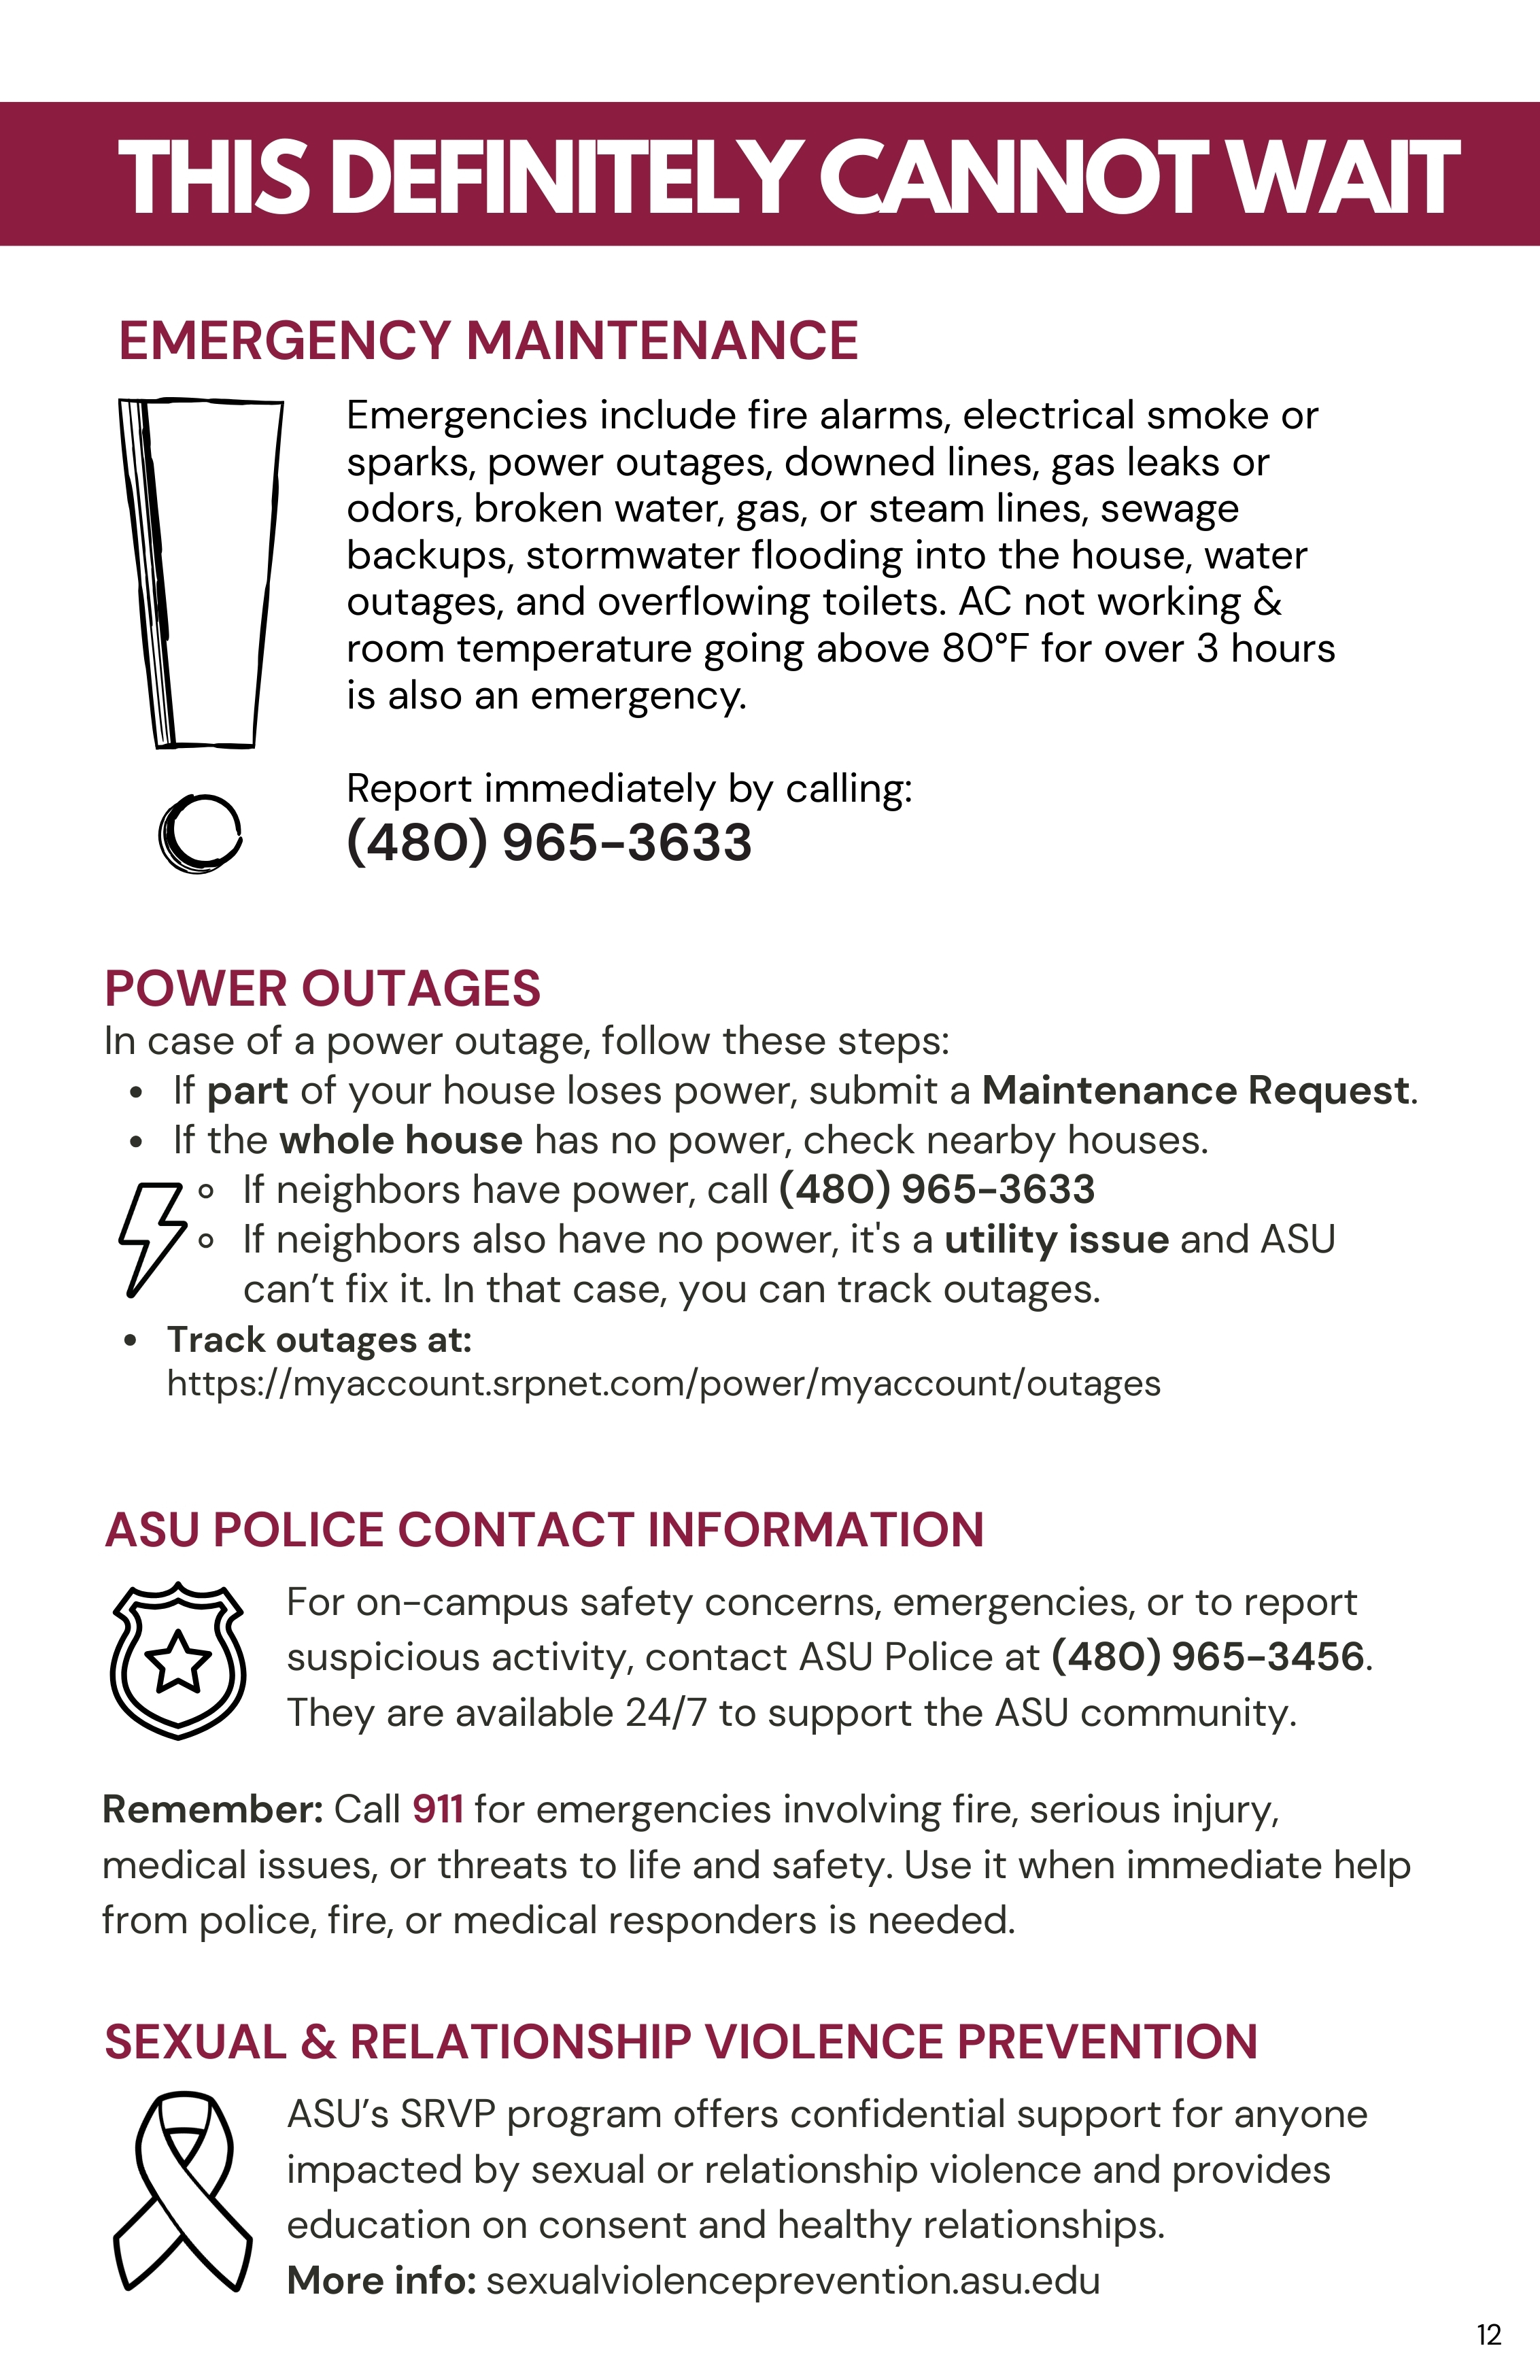 THIS DEFINITELY CANNOT WAIT
EMERGENCY MAINTENANCE
Emergencies include fire alarms, electrical smoke or
sparks, power outages, downed lines, gas leaks or
odors, broken water, gas, or steam lines, sewage
backups, stormwater flooding into the house, water
outages, and overflowing toilets. AC not working &
room temperature going above 80°F for over 3 hours
is also an emergency.
Report immediately by calling:
(480) 965-3633
POWER OUTAGES
In case of a power outage, follow these steps:
• If part of your house loses power, submit a Maintenance Request.
• If the whole house has no power, check nearby houses.
◦ If neighbors have power, call (480) 965-3633
◦ If neighbors also have no power, it's a utility issue and ASU
can’t fix it. In that case, you can track outages.
• Track outages at:
https://myaccount.srpnet.com/power/myaccount/outages
ASU POLICE CONTACT INFORMATION
For on-campus safety concerns, emergencies, or to report
suspicious activity, contact ASU Police at (480) 965-3456.
They are available 24/7 to support the ASU community.
Remember: Call 911 for emergencies involving fire, serious injury,
medical issues, or threats to life and safety. Use it when immediate help
from police, fire, or medical responders is needed.
SEXUAL & RELATIONSHIP VIOLENCE PREVENTION
ASU’s SRVP program offers confidential support for anyone
impacted by sexual or relationship violence and provides
education on consent and healthy relationships.
More info: sexualviolenceprevention.asu.edu
12